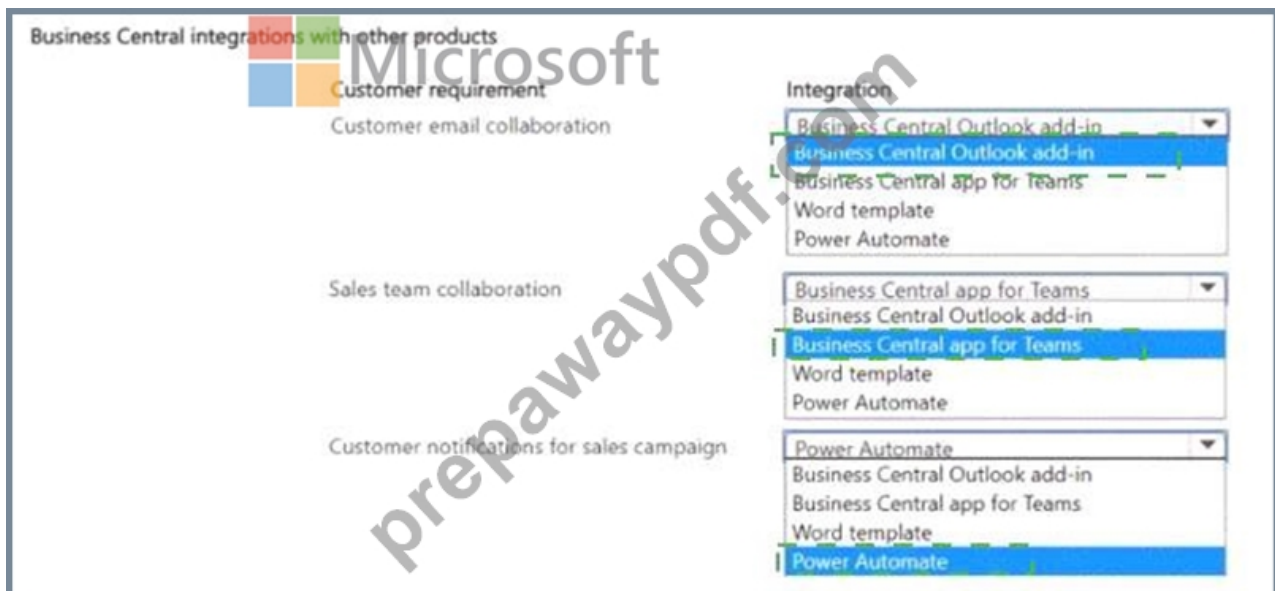 Business Central integrations with other products
Microsoft
Customer requirement Integration
Customer email collaboration Business Central Outlook add-in
Business Central Outlook add-in
Business Central app for Teams
Word template
Power Automate
Sales team collaboration Business Central app for Teams
Business Central Outlook add-in
Business Central app for Teams
Word template
Power Automate
Customer notifications for sales campaign Power Automate
Business Central Outlook add-in
Business Central app for Teams
Word template
Power Automate
prepawaypdf.com